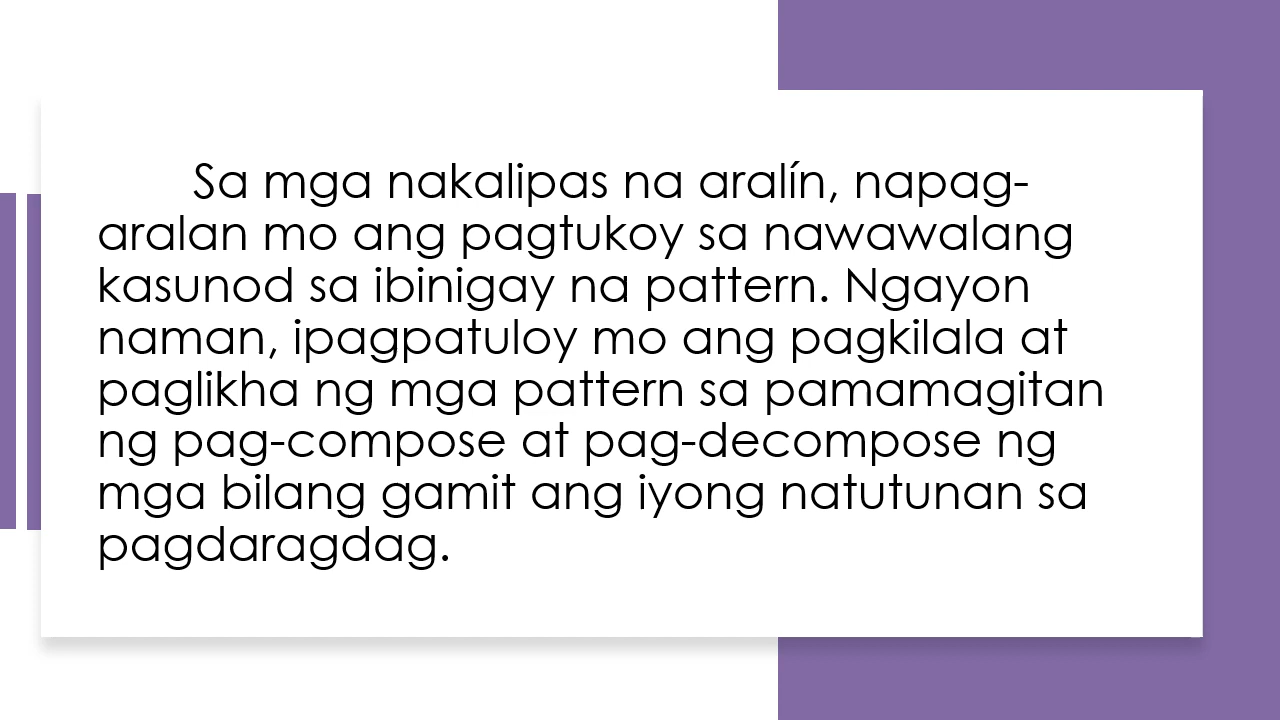 Sa mga nakalipas na aralín, napag-
aralan mo ang pagtukoy sa nawawalang
kasunod sa ibinigay na pattern. Ngayon
naman, ipagpatuloy mo ang pagkilala at
paglikha ng mga pattern sa pamamagitan
ng pag-compose at pag-decompose ng
mga bilang gamit ang iyong natutunan sa
pagdaragdag.